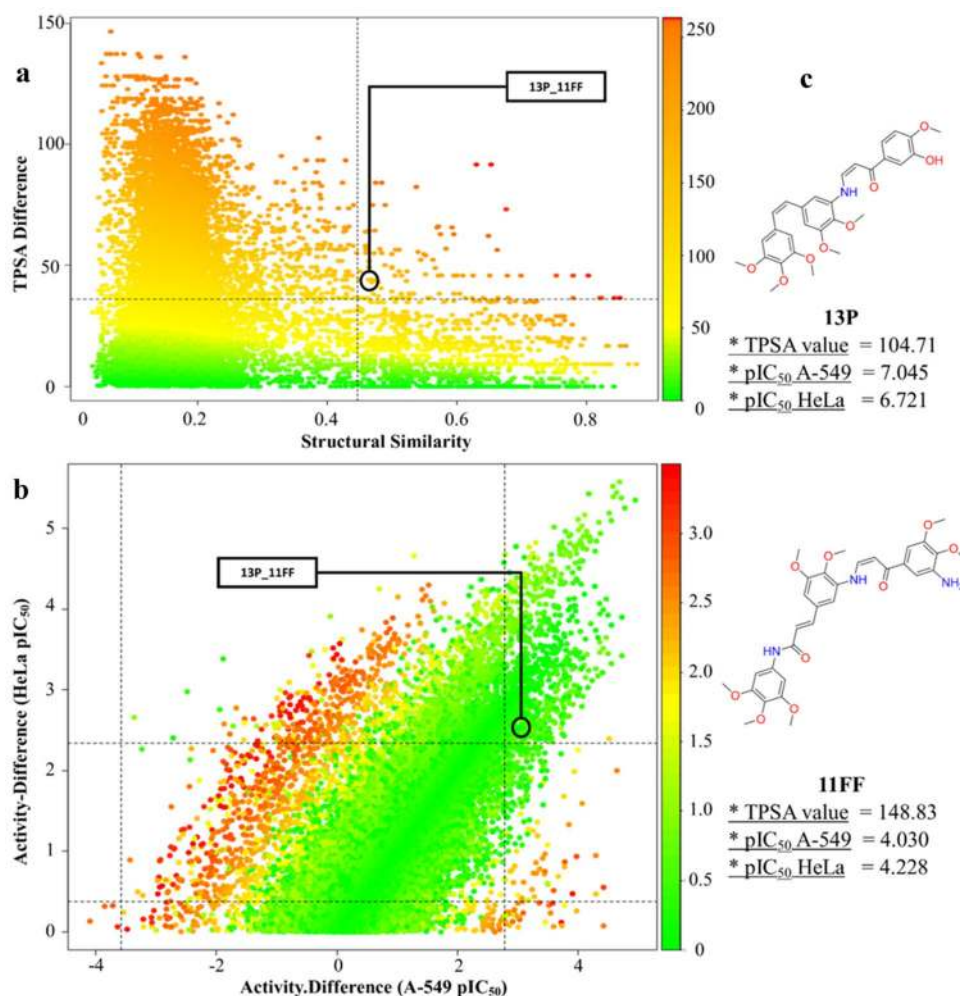 a
TPSA Difference
150
100
50
0
0
0.2
0.4
0.6
0.8
Structural Similarity
13P_11FF
250
200
150
100
50
0
c
O
OH
O
NH
O
O
O
O
O
13P
* TPSA value = 104.71
* pIC50 A-549 = 7.045
* pIC50 HeLa = 6.721
b
Activity-Difference (HeLa pIC50)
5
4
3
2
1
0
-4
-2
0
2
4
Activity.Difference (A-549 pIC50)
13P_11FF
3.0
2.5
2.0
1.5
1.0
0.5
0
O
O
O
O
NH
O
NH
O
O
O
O
11FF
* TPSA value = 148.83
* pIC50 A-549 = 4.030
* pIC50 HeLa = 4.228